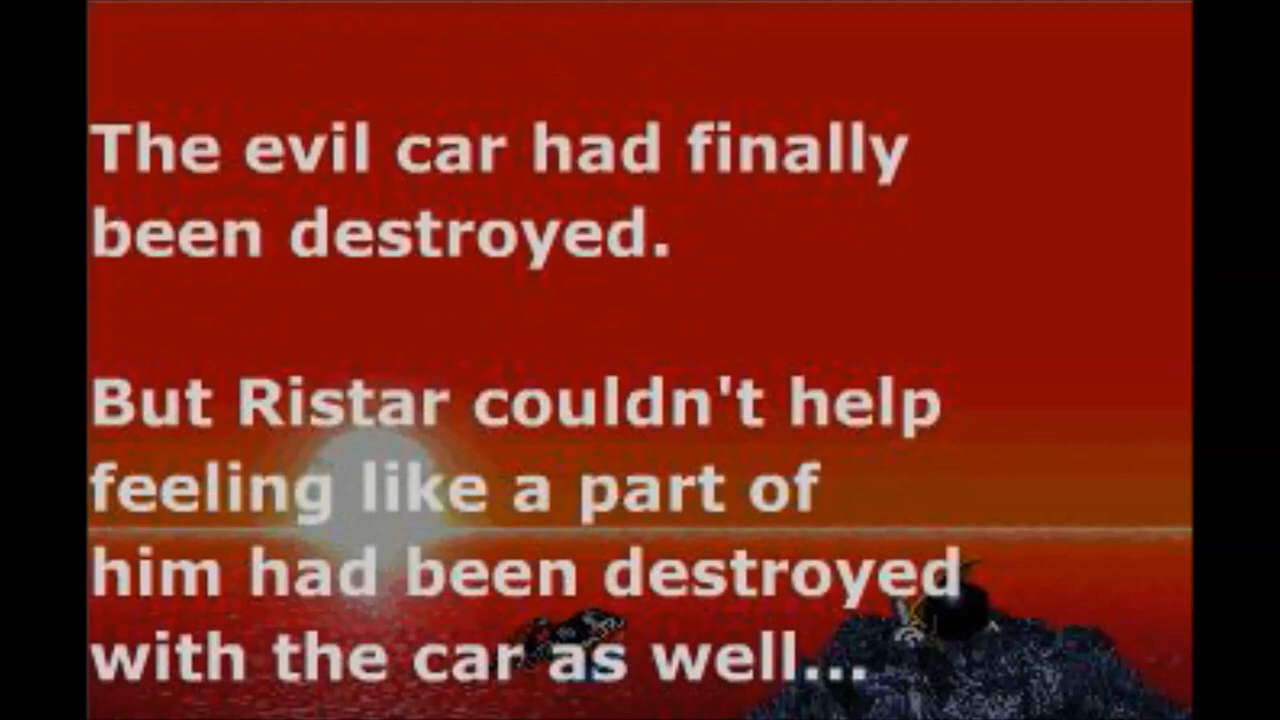 The evil car had finally
been destroyed.
But Ristar couldn't help
feeling like a part of
him had been destroyed
with the car as well...